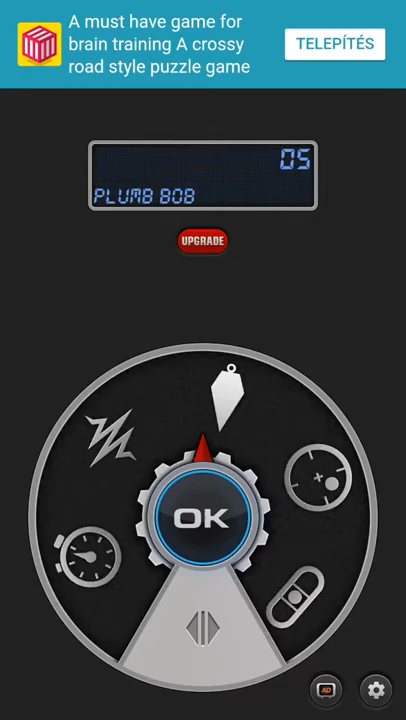 A must have game for
brain training A crossy
road style puzzle game
TELEPÍTÉS
05
PLUMB BOB
UPGRADE
OK
AD